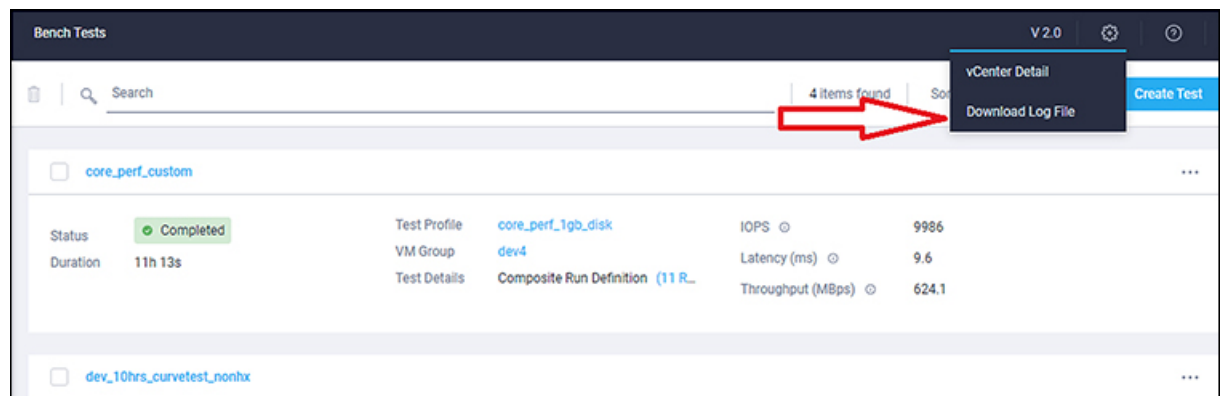 Bench Tests
V 2.0
vCenter Detail
Download Log File
Search
4 items found
Create Test
core_perf_custom
Status
Completed
Duration
11h 13s
Test Profile
core_perf_1gb_disk
VM Group
dev4
Test Details
Composite Run Definition (11 R...
IOPS
9986
Latency (ms)
9.6
Throughput (MBps)
624.1
dev_10hrs_curvetest_nonhx